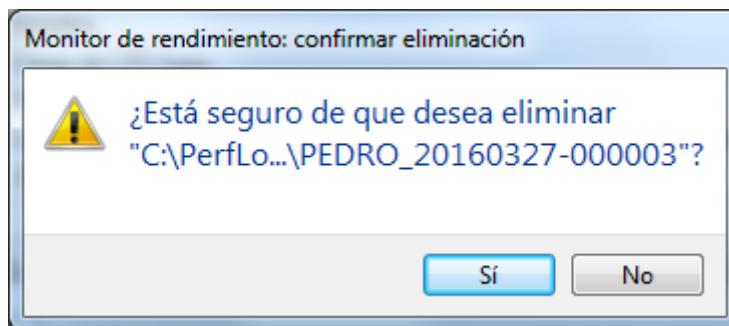 Monitor de rendimiento: confirmar eliminación
¿Está seguro de que desea eliminar
"C:\PerfLo...\PEDRO_20160327-000003"?
Sí
No